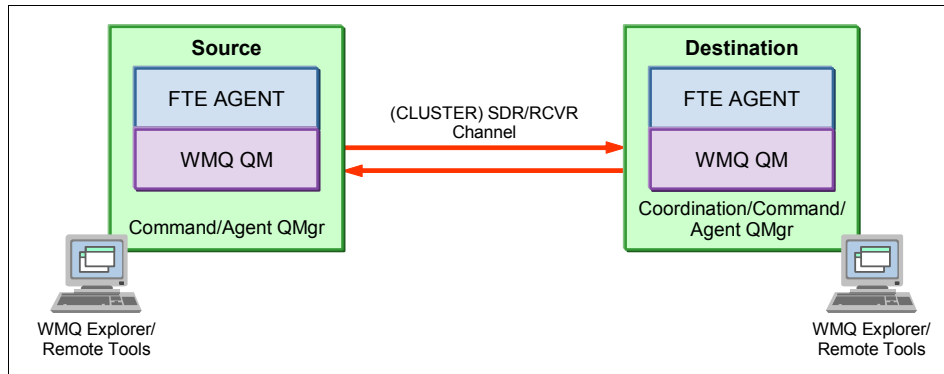 Source
FTE AGENT
WMQ QM
Command/Agent QMgr
WMQ Explorer/
Remote Tools
(CLUSTER) SDR/RCVR
Channel
Destination
FTE AGENT
WMQ QM
Coordination/Command/
Agent QMgr
WMQ Explorer/
Remote Tools